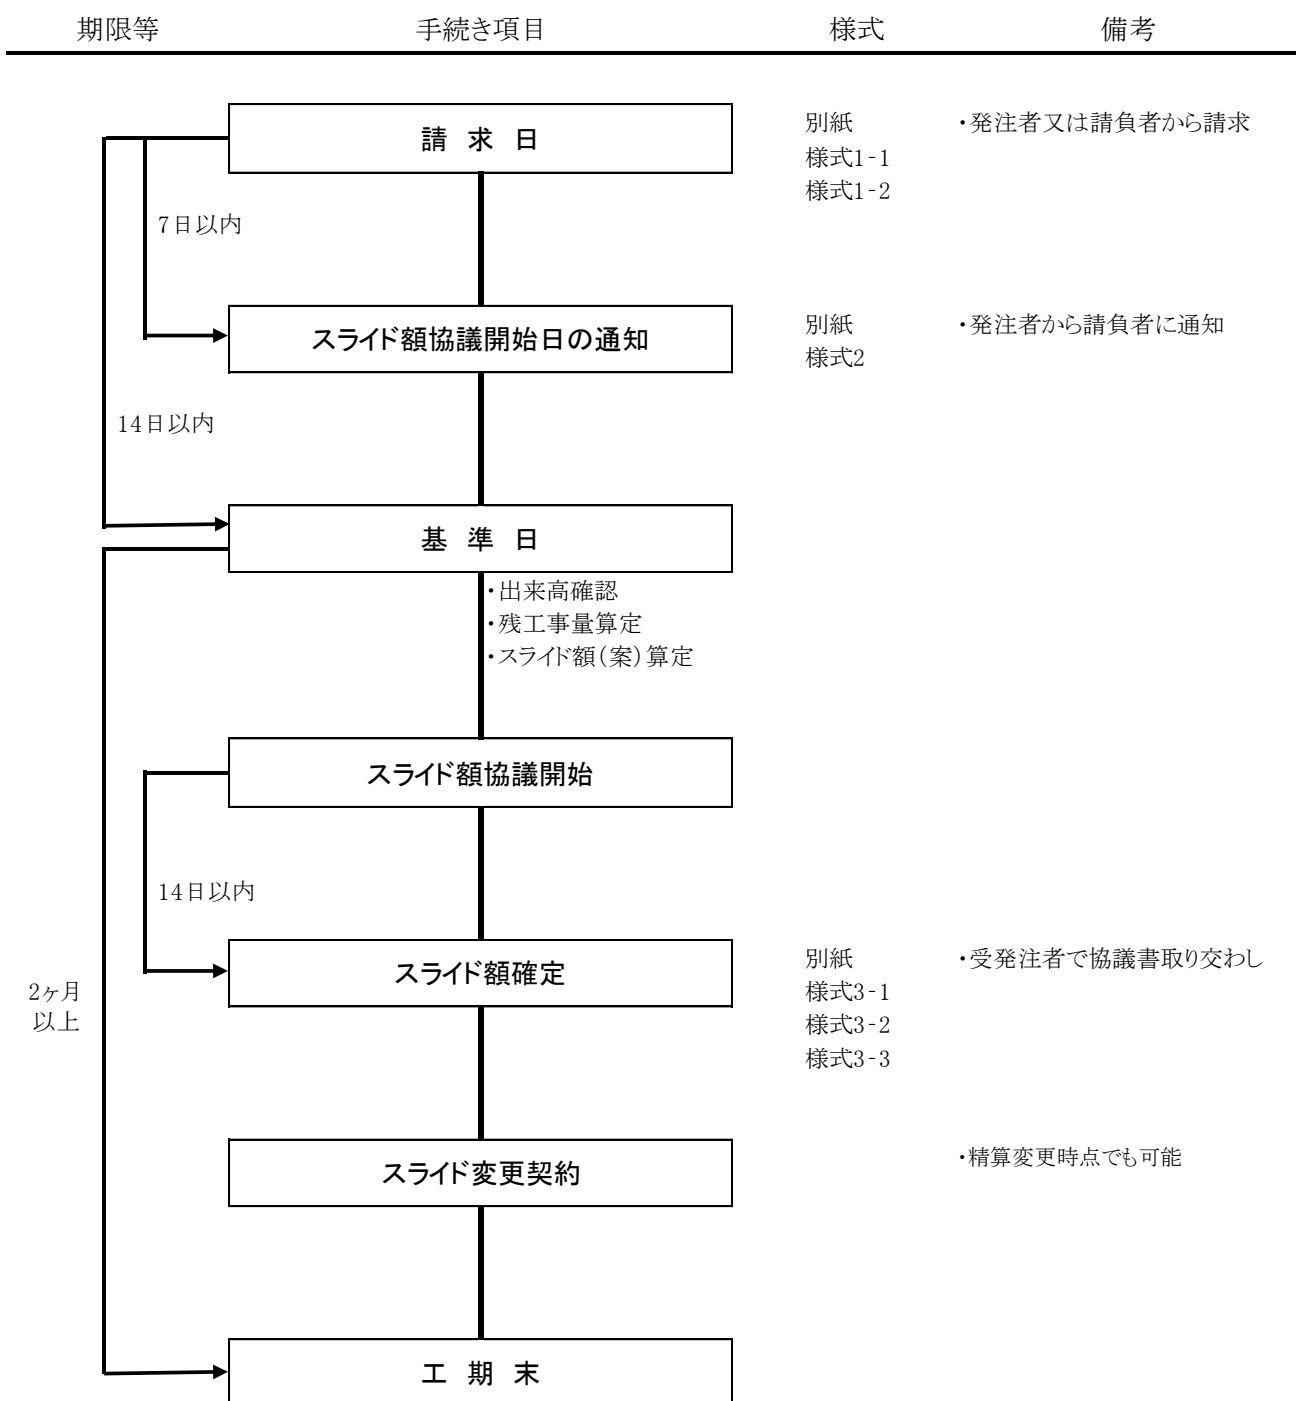 期限等 手続き項目 様式 備考
請 求 日
別紙
様式1-1
様式1-2
・発注者又は請負者から請求
7日以内
スライド額協議開始日の通知
別紙
様式2
・発注者から請負者に通知
14日以内
基 準 日
・出来高確認
・残工事量算定
・スライド額(案)算定
スライド額協議開始
14日以内
スライド額確定
別紙
様式3-1
様式3-2
様式3-3
・受発注者で協議書取り交わし
2ヶ月
以上
スライド変更契約
・精算変更時点でも可能
工 期 末